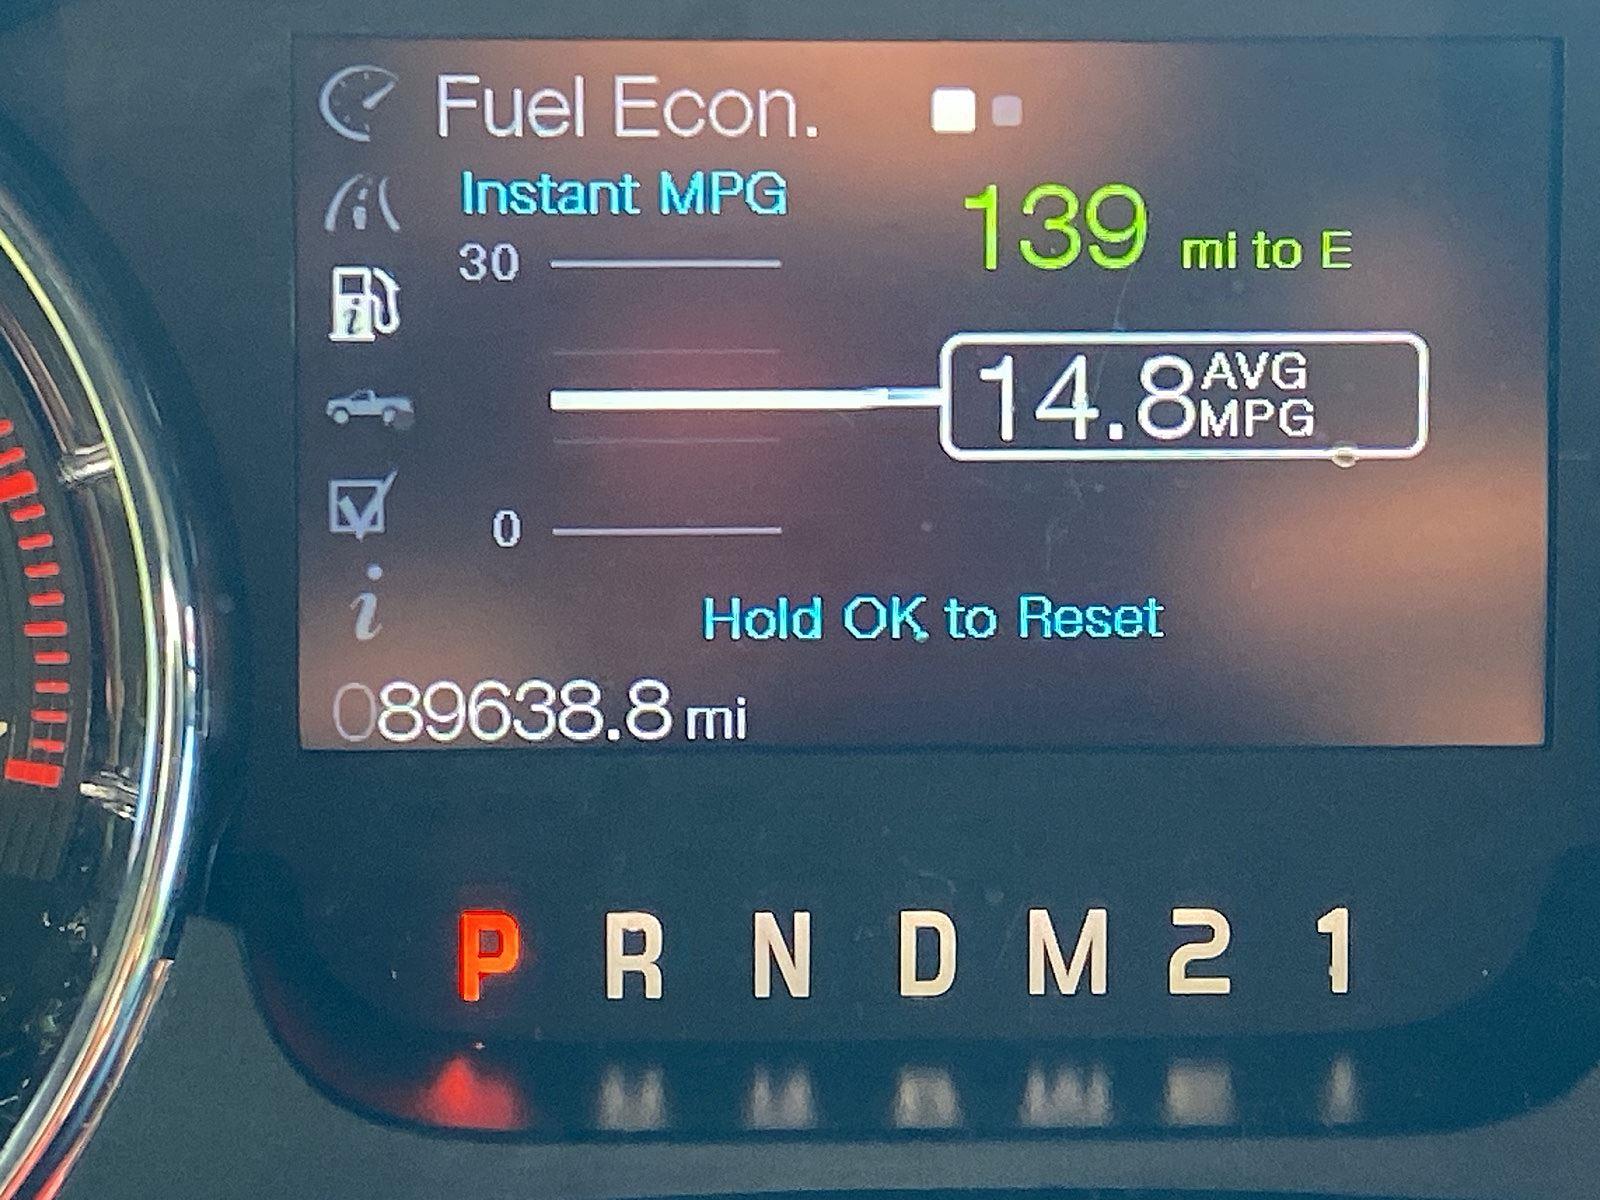 Fuel Econ.
Instant MPG
139 mi to E
30
14.8 AVG MPG
0
Hold OK to Reset
089638.8 mi
P R N D M 2 1